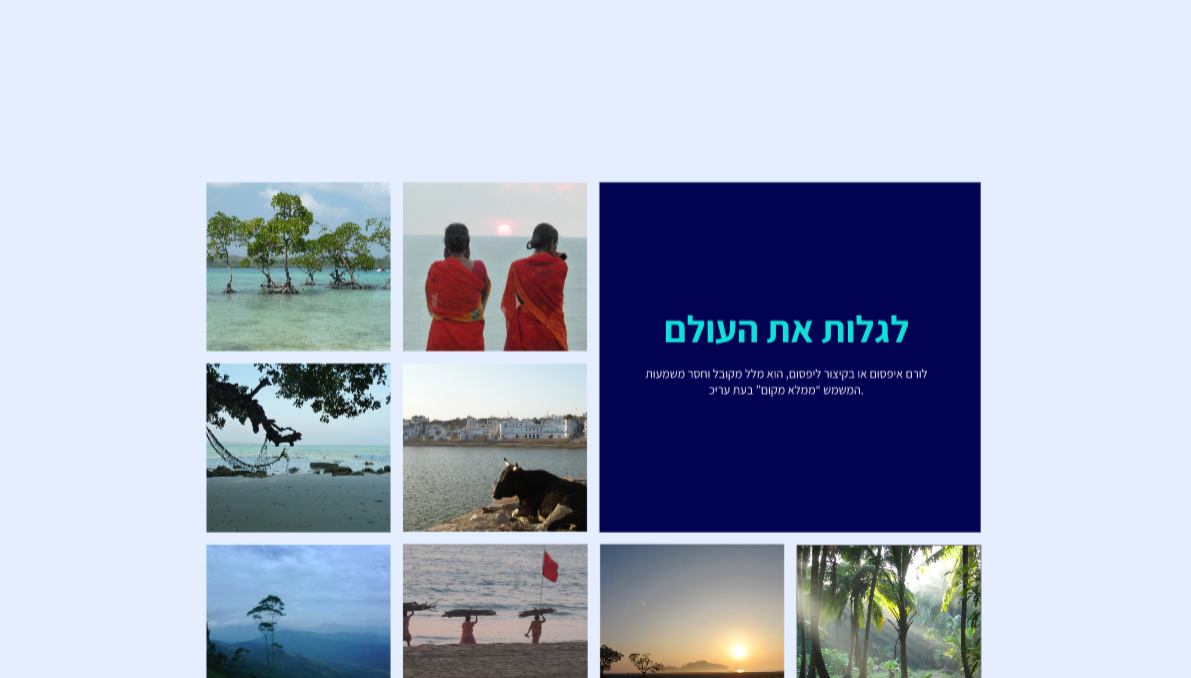 לגלות את העולם
לורם איפסום או בקיצור ליפסום, הוא מלל מקובל וחסר משמעות
המשמש "ממלא מקום" בעת עריכ.